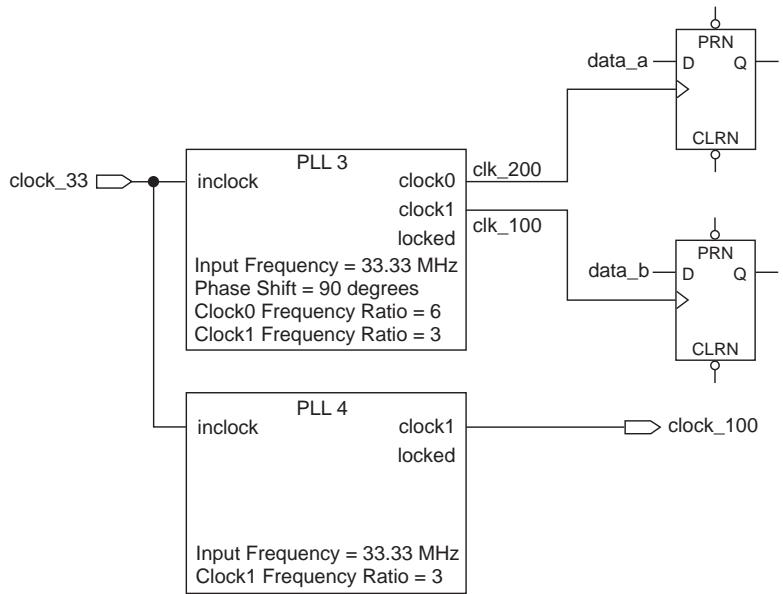 PRN
data_a
D
Q
CLRN
clock_33
PLL 3
inclock
clock0
clk_200
clock1
clk_100
locked
Input Frequency = 33.33 MHz
Phase Shift = 90 degrees
Clock0 Frequency Ratio = 6
Clock1 Frequency Ratio = 3
PRN
data_b
D
Q
CLRN
PLL 4
inclock
clock1
clock_100
locked
Input Frequency = 33.33 MHz
Clock1 Frequency Ratio = 3